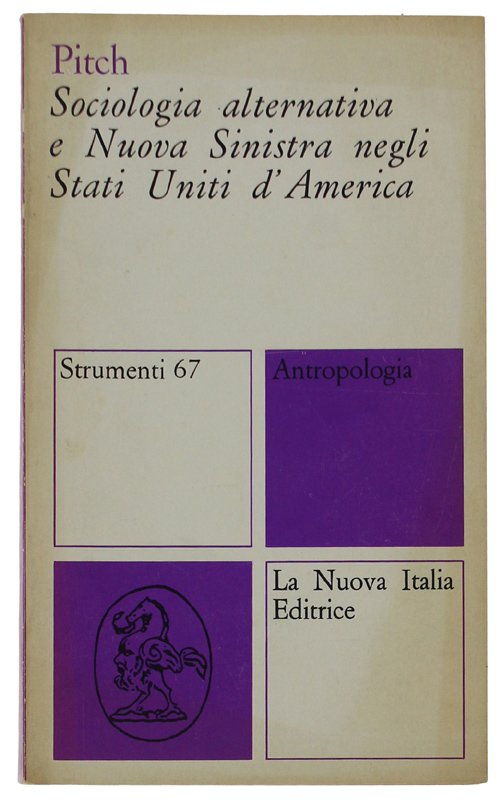 Pitch
Sociologia alternativa
e Nuova Sinistra negli
Stati Uniti d'America
Strumenti 67
Antropologia
La Nuova Italia
Editrice